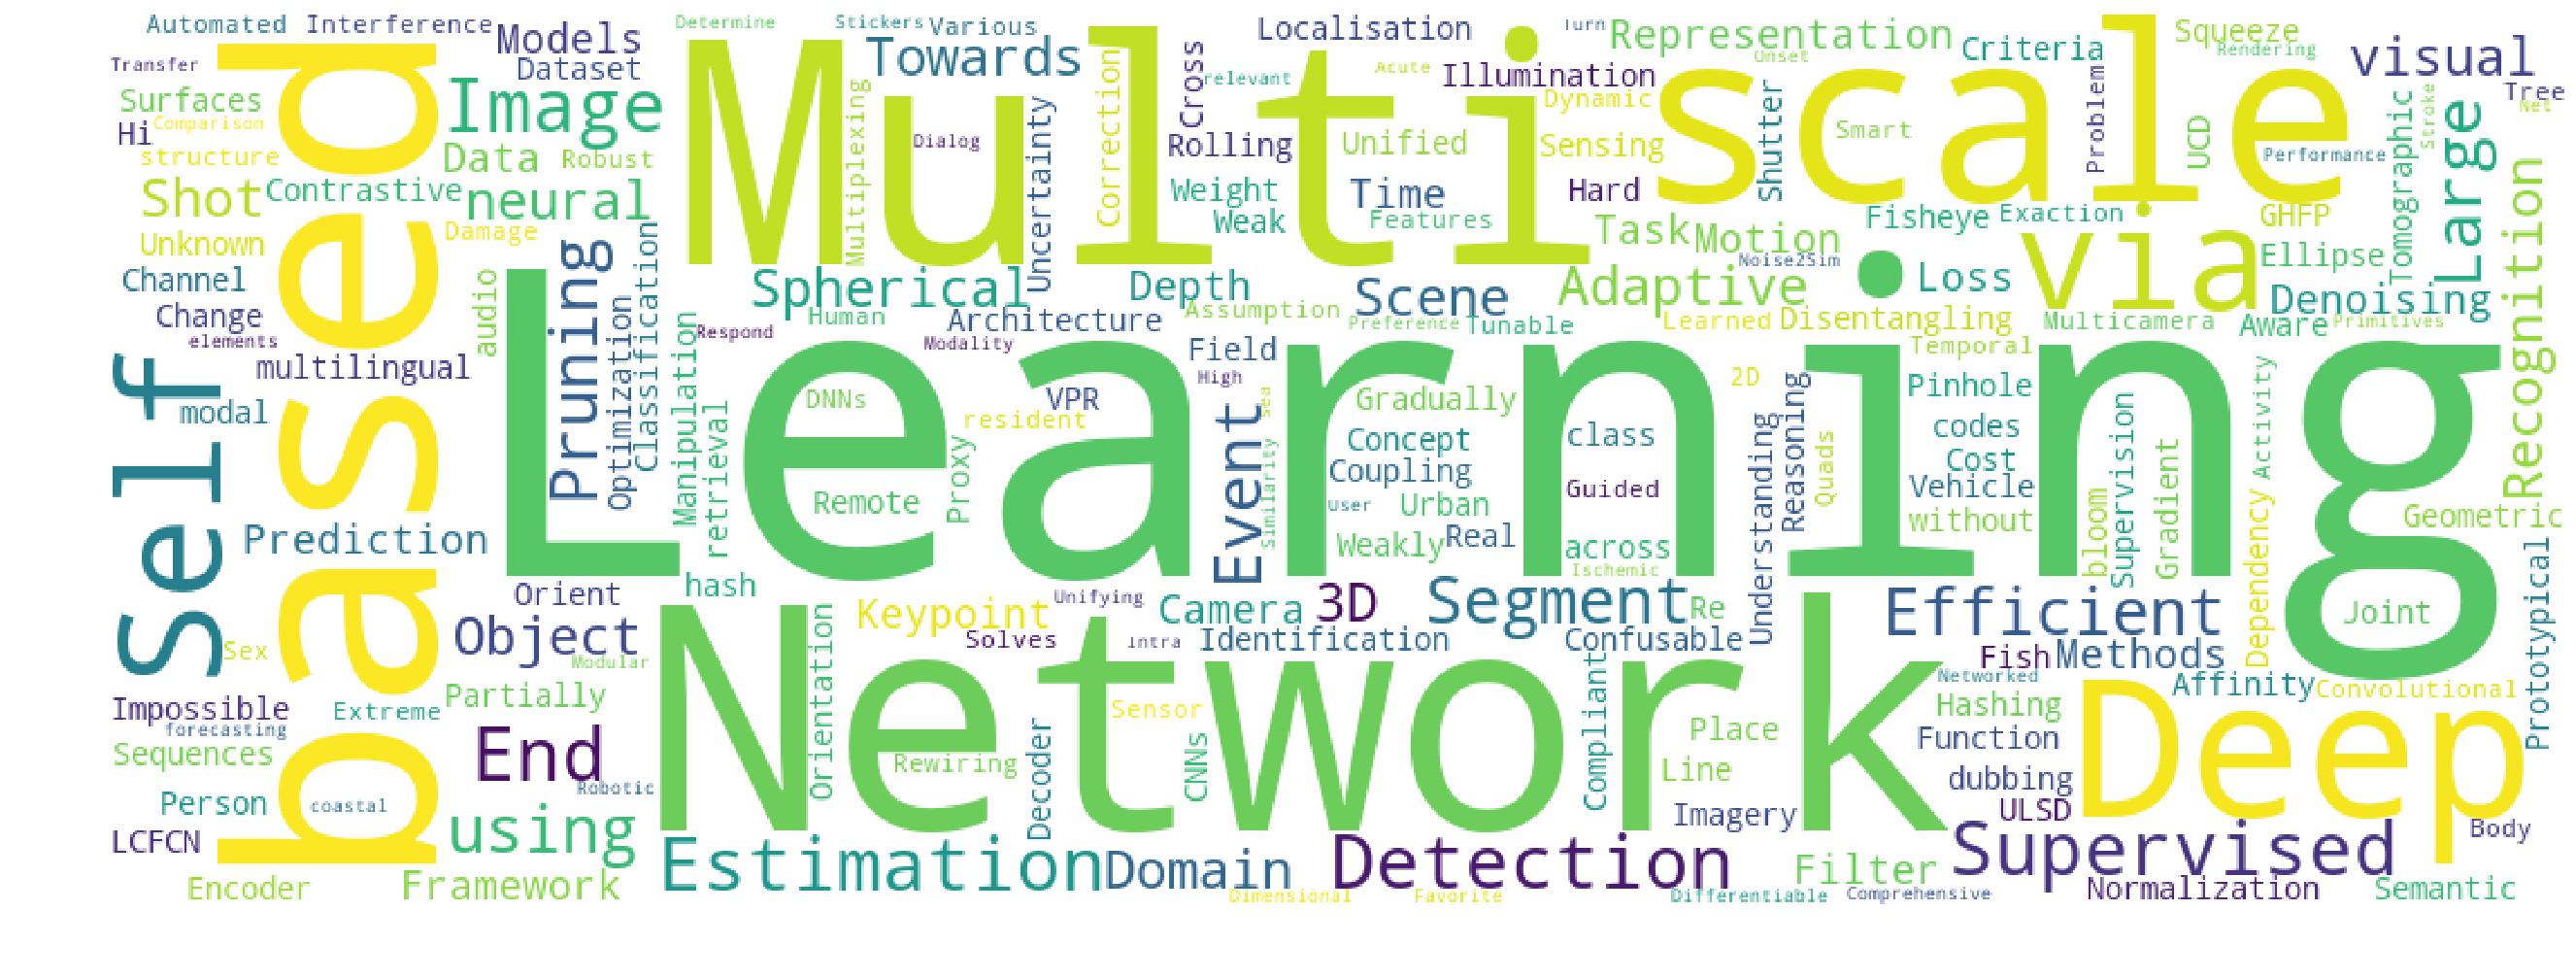 Automated Interference Models Determine Stickers Various Localisation Turn Representation Criteria Squeeze
Transfer Dataset Towards relevant Acute Illumination Onset Rendering visual
Surfaces Image Multi scale Dynamic Tree
Hi Comparison Data Robust Dialog Rolling Unified Sensing Smart Performance Net
structure Multiplexing Uncertainty Correction Cross Shutter Problem UCD Tomographic Stroke Large
Shot Contrastive neural Weight Time Hard
Unknown Damage Weak Features Task Motion Fisheye Exaction GHFP
Channel Spherical Depth Scene Adaptive Noise2Sim Loss via Ellipse
Change audio Pruning Classification Human Architecture Assumption Preference Tunable Learned Disentangling Multicamera Denoising
elements Respond Modality Aware Primitives
based multilingual Optimization Learning Field Temporal Recognition
Self modal Manipulation retrieval DNNs VPR High sea Gradually 2D Pinhole Activity
resident Concept class codes
Proxy Event Similarity Coupling Understanding Reasoning Quads Cost Supervision
Remote User Urban Guided Vehicle bloom Gradient
Prediction Weakly Real across without Dependency Geometric
Orient hash Ischemic
Keypoint Unifying Camera 3D Segment Re Efficient Joint
Sex Object Solves Intra Identification Confusable Fish Methods Prototypical
Modular Network Networked Affinity Convolutional
Impossible Extreme Partially Orientation Sensor Compliant Hashing Deep
forecasting Decoder CNNs Place Function
Sequences End Rewiring Line dubbing
Person coastal Robotic Imagery ULSD
LCFCN using Body
Estimation Domain Detection Filter Supervised
Encoder Framework Dimensional Favorite Differentiable Comprehensive Normalization Semantic